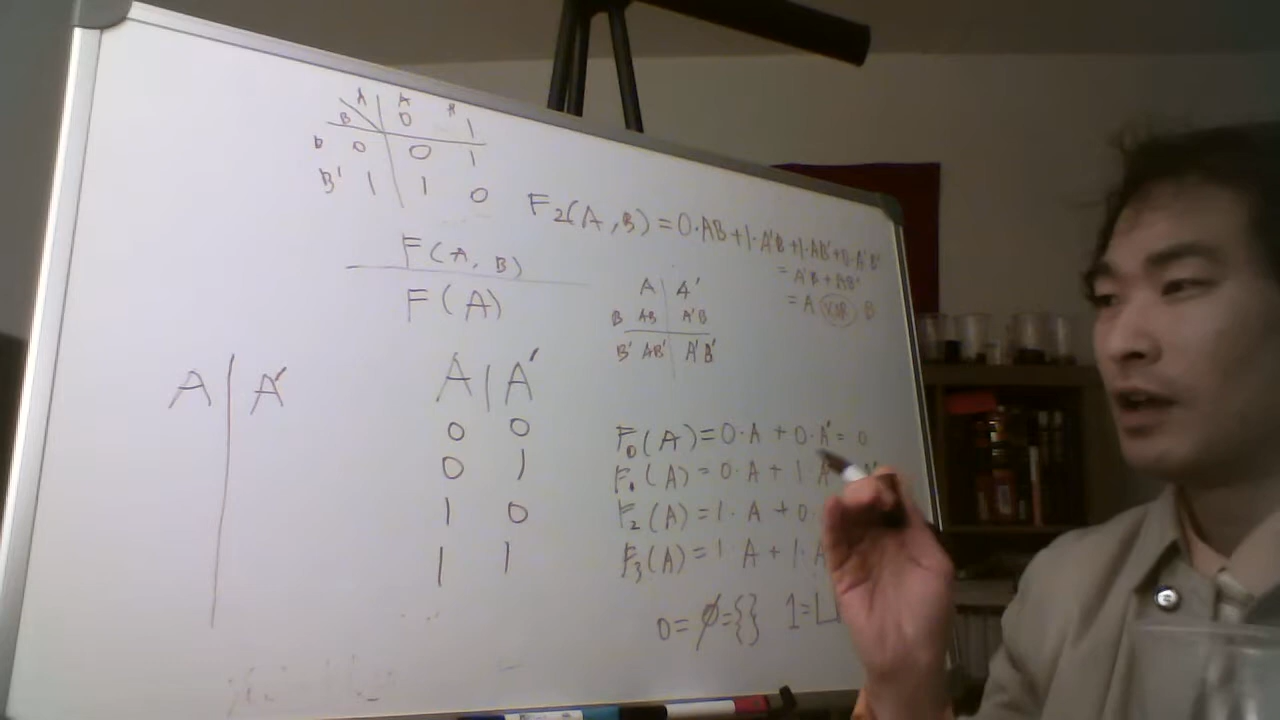 A A A
B 0 1
B 0 0 1
B' 1 1 0
F₂(A,B)=0·AB+1·A'B+1·AB'+0·A'B'
=A'B+AB'
=A XOR B
F(A,B)
F(A)
A A'
B AB A'B
B' AB' A'B'
A A'
A A'
0 0
0 1
1 0
1 1
F₀(A)=0·A+0·A'=0
F₁(A)=0·A+1 A
F₂(A)=1·A+0·
F₃(A)=1·A+1·A
0=∅={} 1=